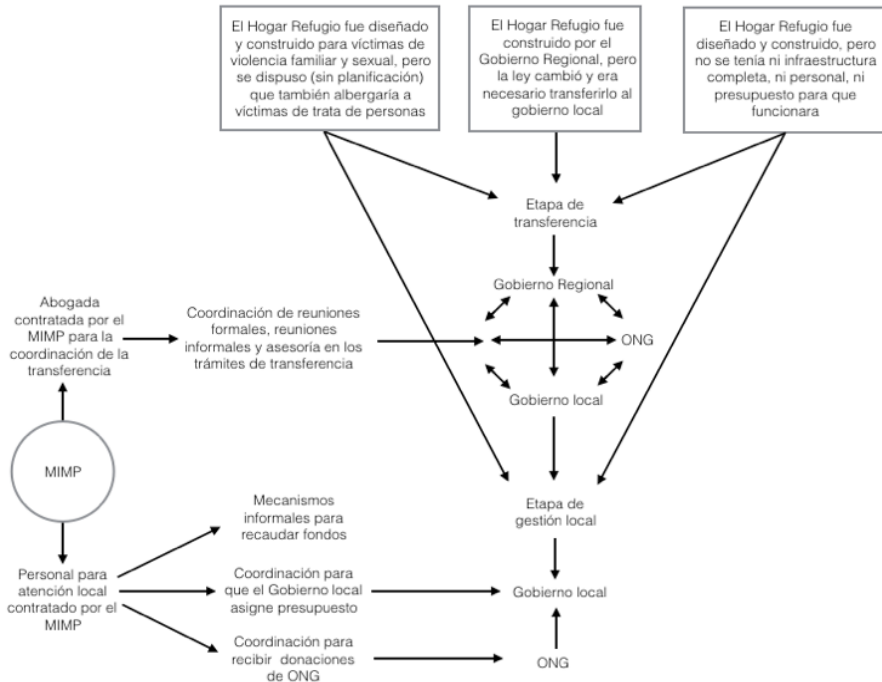 El Hogar Refugio fue diseñado
y construido para víctimas de
violencia familiar y sexual, pero
se dispuso (sin planificación)
que también albergaría a
víctimas de trata de personas
El Hogar Refugio fue
construido por el
Gobierno Regional, pero
la ley cambió y era
necesario transferirlo al
gobierno local
El Hogar Refugio fue
diseñado y construido, pero
no se tenía ni infraestructura
completa, ni personal, ni
presupuesto para que
funcionara
Etapa de
transferencia
Gobierno Regional
Abogada
contratada por el
MIMP para la
coordinación de la
transferencia
Coordinación de reuniones
formales, reuniones
informales y asesoría en los
trámites de transferencia
ONG
Gobierno local
MIMP
Etapa de
gestión local
Mecanismos
informales para
recaudar fondos
Personal para
atención local
contratado por el
MIMP
Coordinación para
que el Gobierno local
asigne presupuesto
Gobierno local
Coordinación para
recibir donaciones
de ONG
ONG